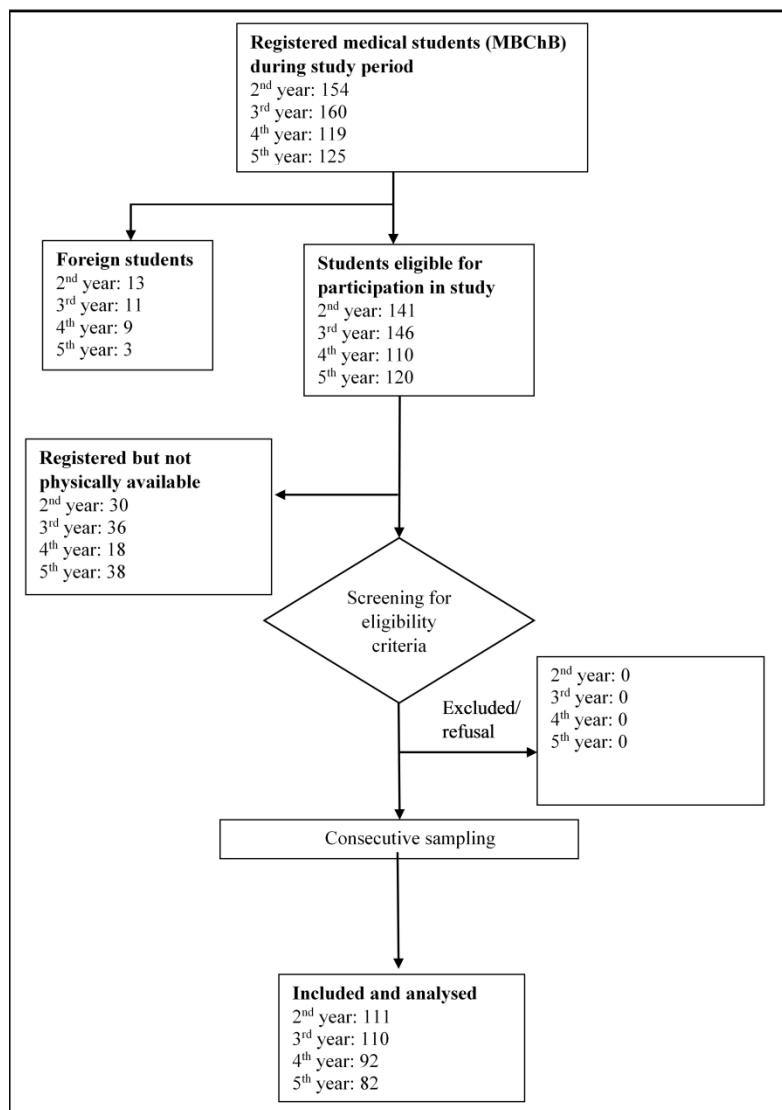 Registered medical students (MBChB)
during study period
2nd year: 154
3rd year: 160
4th year: 119
5th year: 125
Foreign students
2nd year: 13
3rd year: 11
4th year: 9
5th year: 3
Students eligible for
participation in study
2nd year: 141
3rd year: 146
4th year: 110
5th year: 120
Registered but not
physically available
2nd year: 30
3rd year: 36
4th year: 18
5th year: 38
Screening for
eligibility
criteria
Excluded/
refusal
2nd year: 0
3rd year: 0
4th year: 0
5th year: 0
Consecutive sampling
Included and analysed
2nd year: 111
3rd year: 110
4th year: 92
5th year: 82